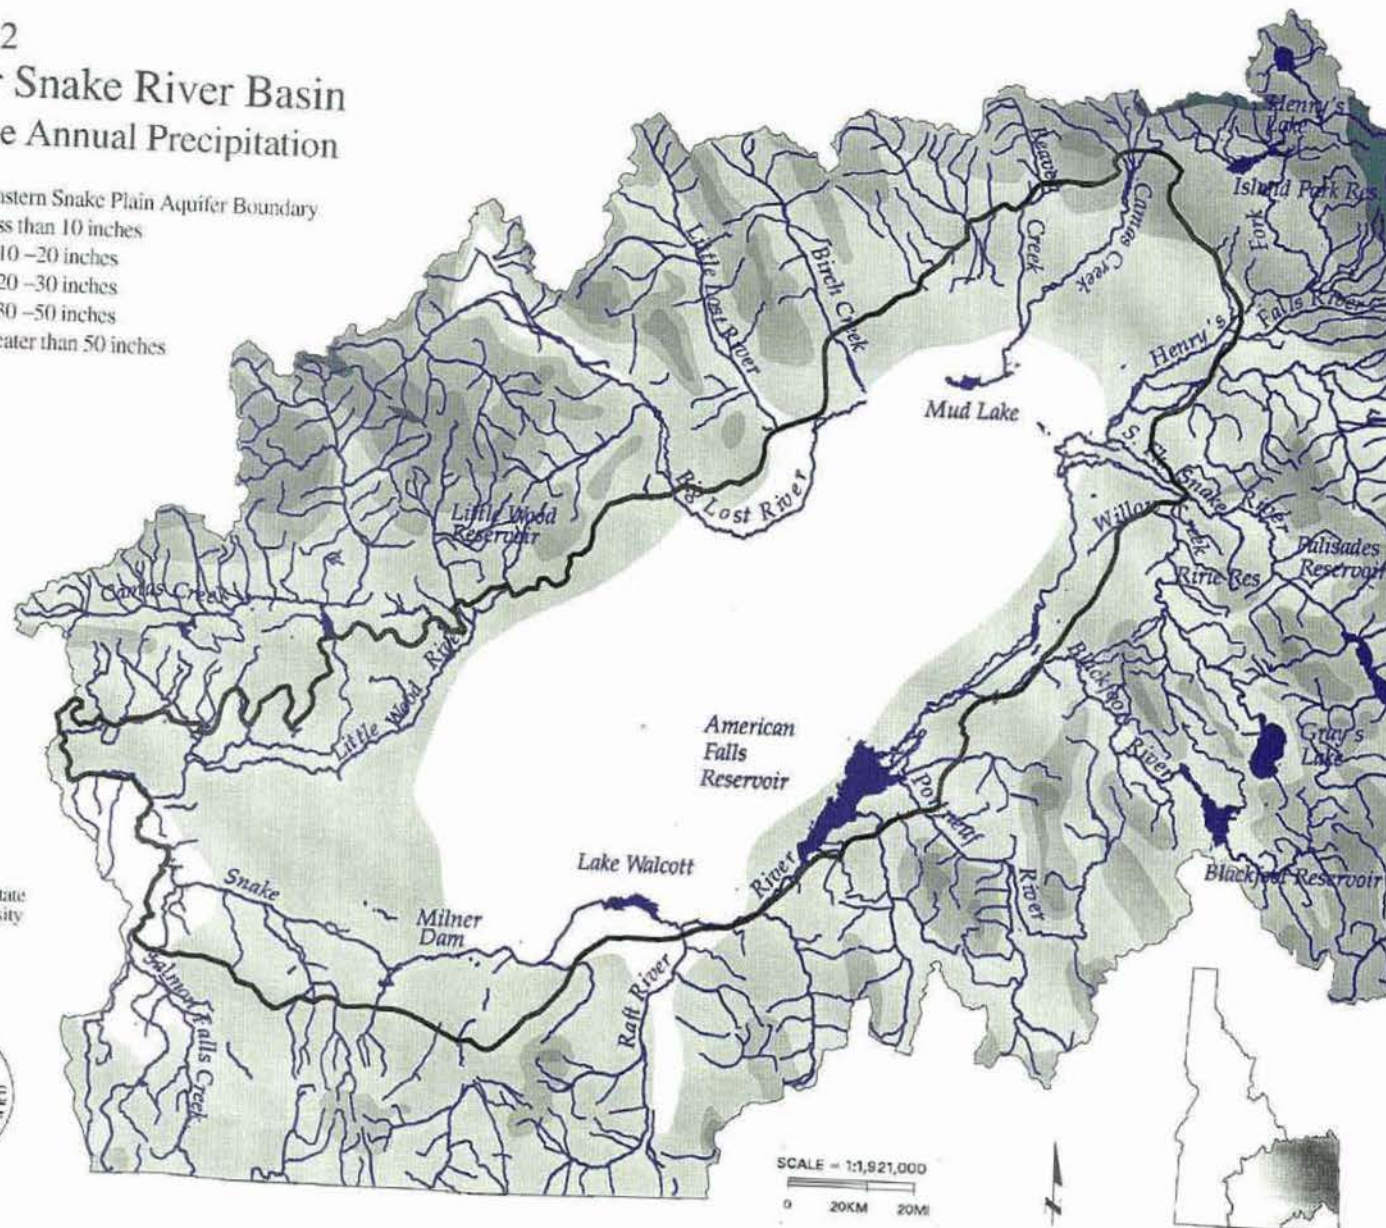 2
Snake River Basin
e Annual Precipitation
astern Snake Plain Aquifer Boundary
ss than 10 inches
10 –20 inches
20 –30 inches
30 –50 inches
eater than 50 inches
Henry's
Lake
Island Park Res
Beaver
Creek
Camas Creek
Fork
Falls River
Henry's
Little Lost River
Birch Creek
Mud Lake
S. Fk.
Snake
River
Big Lost River
Willow
Creek
Little Wood
Reservoir
Palisades
Reservoir
Ririe Res
Camas Creek
Little Wood River
Blackfoot
River
Gray's
Lake
American
Falls
Reservoir
Portneuf
River
Blackfoot Reservoir
Lake Walcott
River
Snake
Milner
Dam
Raft River
Salmon Falls Creek
tate
sity
SCALE = 1:1,921,000
0 20KM 20MI
N